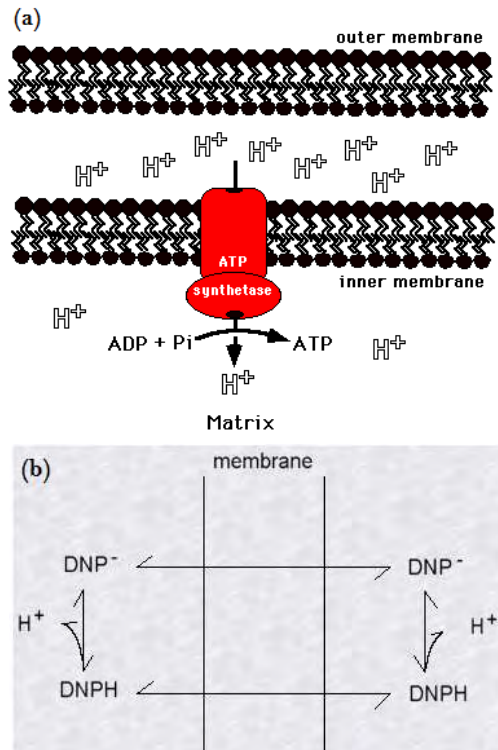 (a)
outer membrane
H+ H+ H+ H+ H+ H+ H+ H+
ATP
synthetase
inner membrane
H+
ADP + Pi
ATP
H+
H+
Matrix
(b)
membrane
DNP-
DNP-
H+
H+
DNPH
DNPH